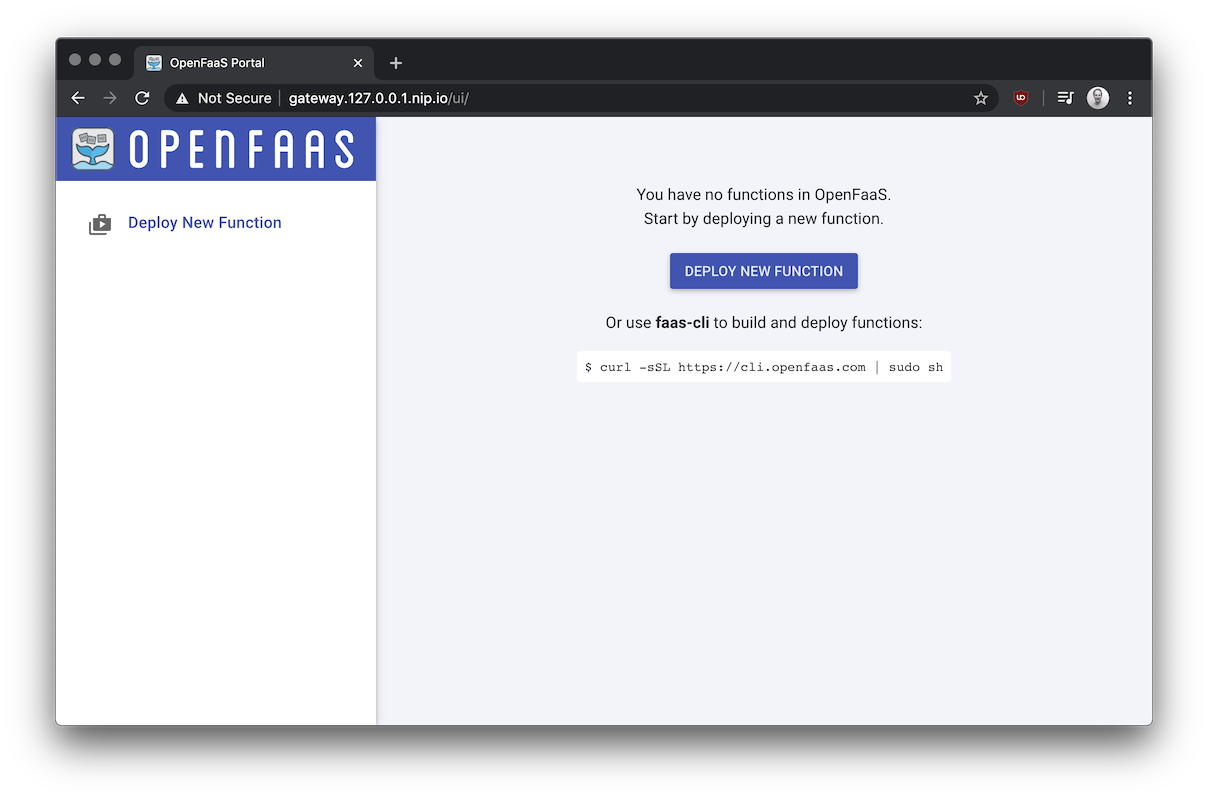 OpenFaaS Portal
Not Secure | gateway.127.0.0.1.nip.io/ui/
OPENFAAS
Deploy New Function
You have no functions in OpenFaaS.
Start by deploying a new function.
DEPLOY NEW FUNCTION
Or use faas-cli to build and deploy functions:
$ curl -sSL https://cli.openfaas.com | sudo sh